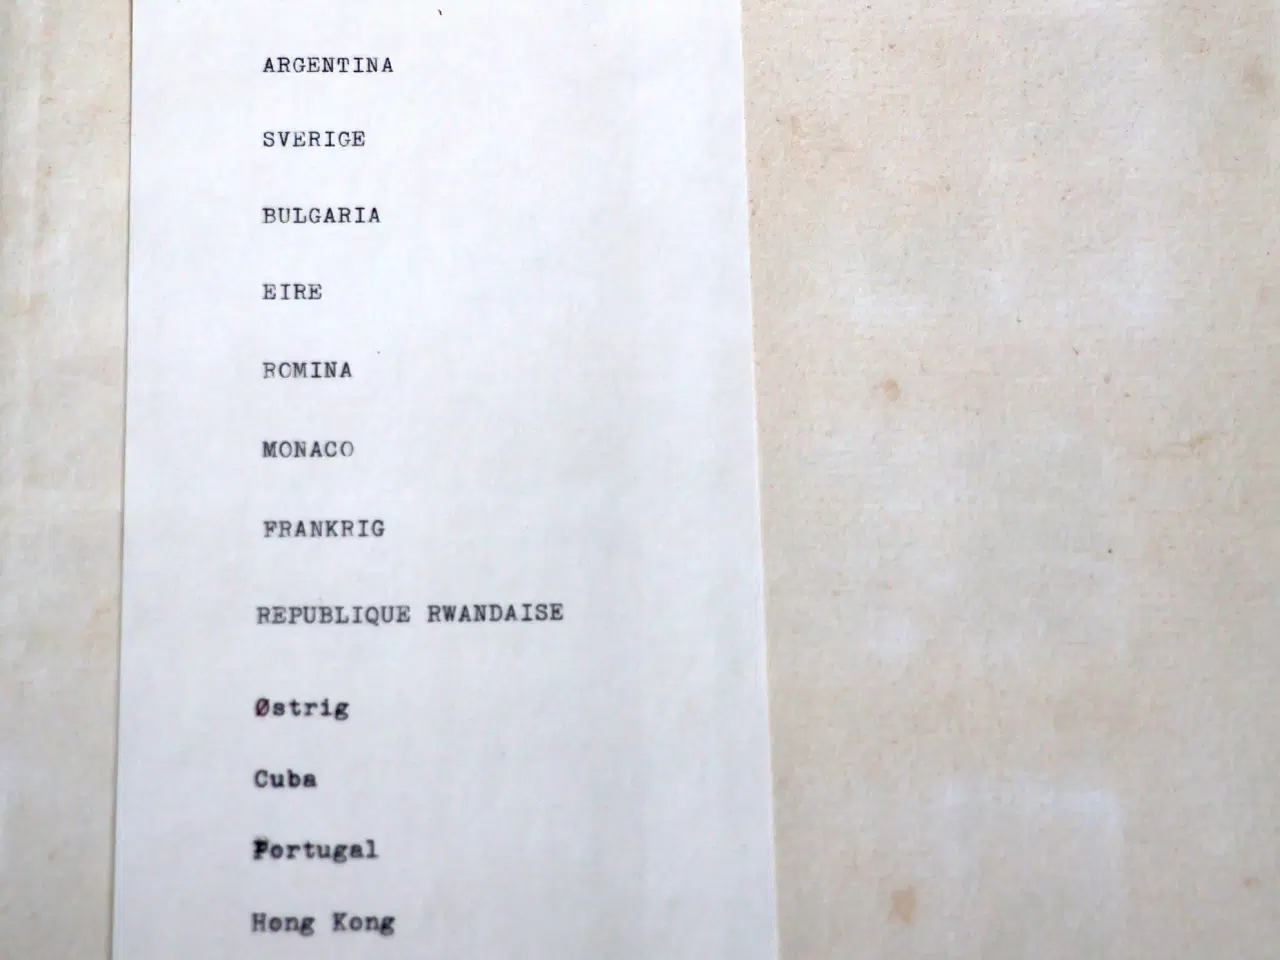 ARGENTINA
SVERIGE
BULGARIA
EIRE
ROMINA
MONACO
FRANKRIG
REPUBLIQUE RWANDAISE
Østrig
Cuba
Portugal
Hong Kong